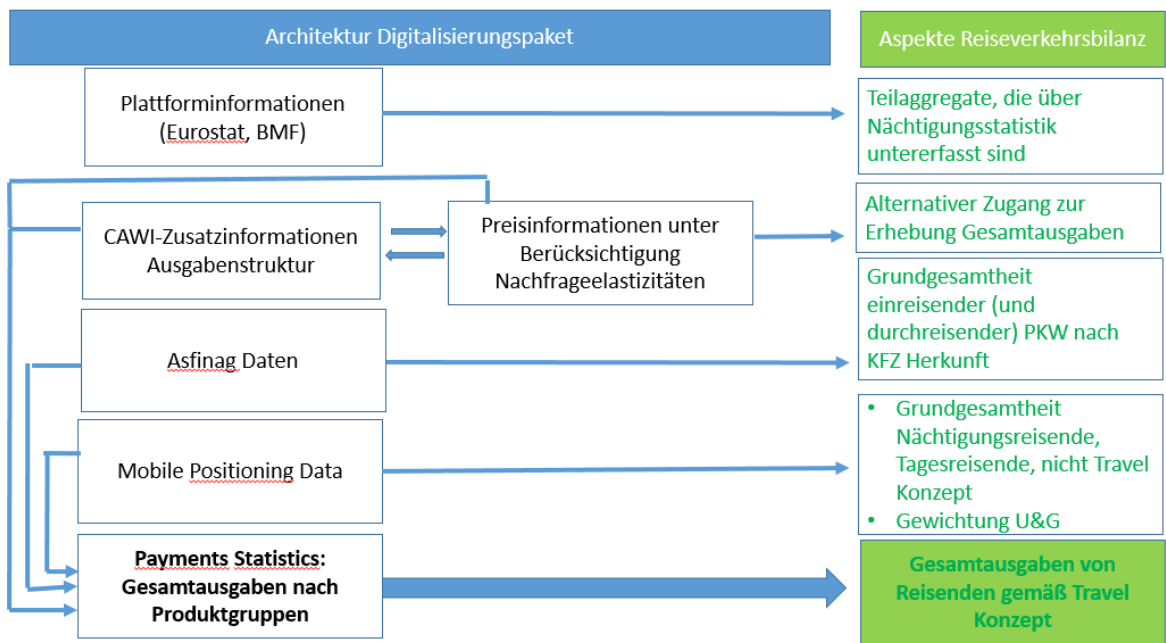 Architektur Digitalisierungspaket
Aspekte Reiseverkehrsbilanz
Plattforminformationen
(Eurostat, BMF)
Teilaggregate, die über
Nächtigungsstatistik
untererfasst sind
CAWI-Zusatzinformationen
Ausgabenstruktur
Preisinformationen unter
Berücksichtigung
Nachfrageelastizitäten
Alternativer Zugang zur
Erhebung Gesamtausgaben
Asfinag Daten
Grundgesamtheit
einreisender (und
durchreisender) PKW nach
KFZ Herkunft
Mobile Positioning Data
• Grundgesamtheit
Nächtigungsreisende,
Tagesreisende, nicht Travel
Konzept
• Gewichtung U&G
Payments Statistics:
Gesamtausgaben nach
Produktgruppen
Gesamtausgaben von
Reisenden gemäß Travel
Konzept